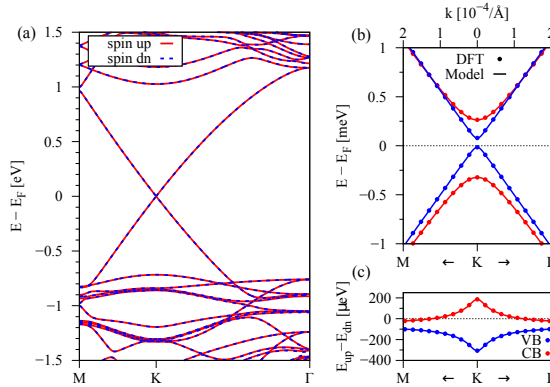 (a)
spin up
spin dn
E − E_F [eV]
1.5
1
0.5
0
−0.5
−1
−1.5
M K Γ
k [10⁻⁴/Å]
2 1 0 1 2
(b)
DFT
Model
E − E_F [meV]
1
0.5
0
−0.5
−1
M ← K → Γ
(c)
E_up−E_dn [μeV]
200
0
−200
−400
VB
CB
M ← K → Γ